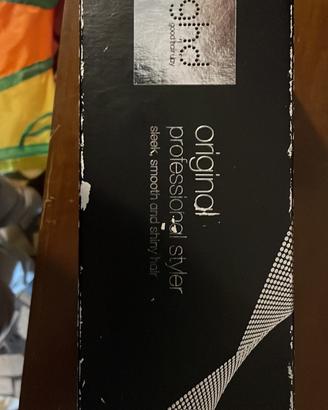 ghd
good hair day
original
professional styler
sleek, smooth and shiny hair